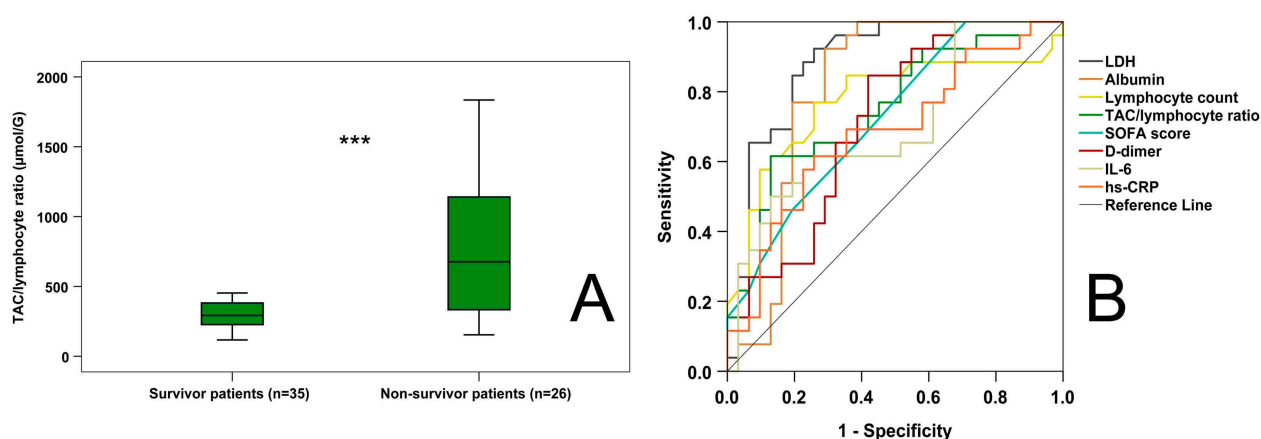 TAC/lymphocyte ratio (µmol/G)
2000
1500
1000
500
0
***
Survivor patients (n=35)
Non-survivor patients (n=26)
A
Sensitivity
1.0
0.8
0.6
0.4
0.2
0.0
0.0 0.2 0.4 0.6 0.8 1.0
1 - Specificity
LDH
Albumin
Lymphocyte count
TAC/lymphocyte ratio
SOFA score
D-dimer
IL-6
hs-CRP
Reference Line
B